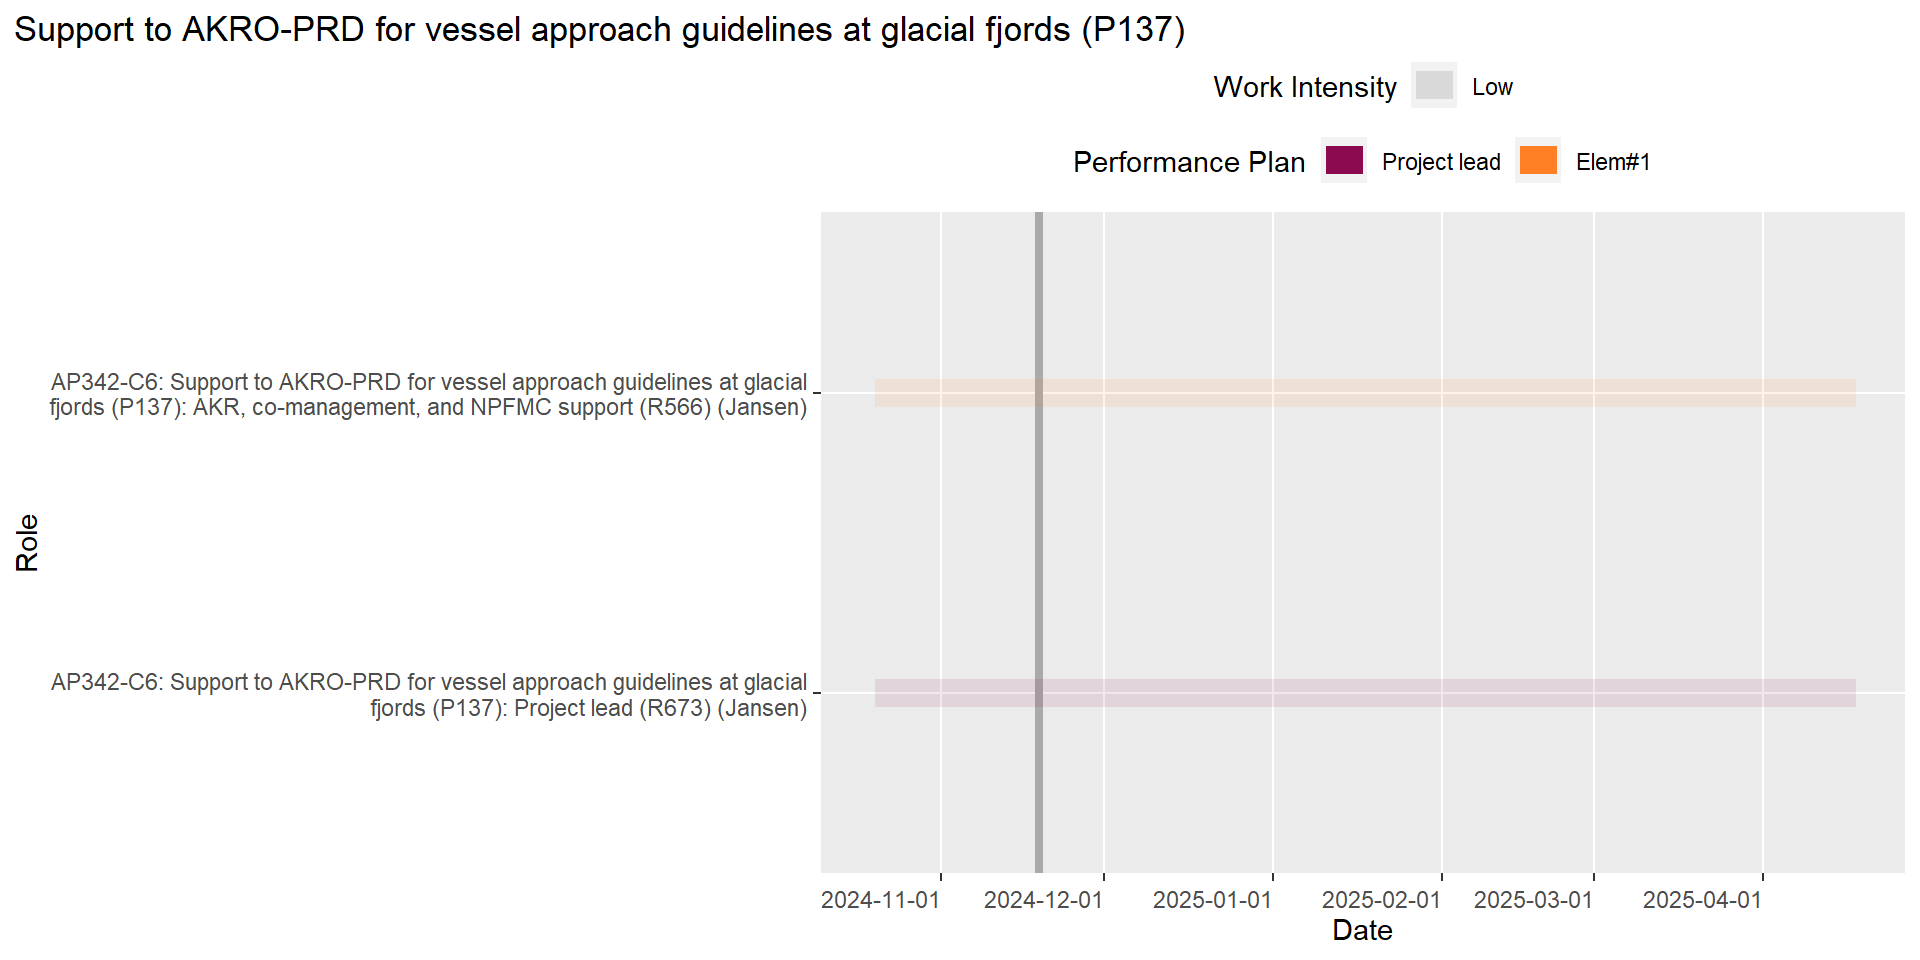 Support to AKRO-PRD for vessel approach guidelines at glacial fjords (P137)
Work Intensity Low
Performance Plan Project lead Elem#1
AP342-C6: Support to AKRO-PRD for vessel approach guidelines at glacial
fjords (P137): AKR, co-management, and NPFMC support (R566) (Jansen)
Role
AP342-C6: Support to AKRO-PRD for vessel approach guidelines at glacial
fjords (P137): Project lead (R673) (Jansen)
2024-11-01 2024-12-01 2025-01-01 2025-02-01 2025-03-01 2025-04-01
Date